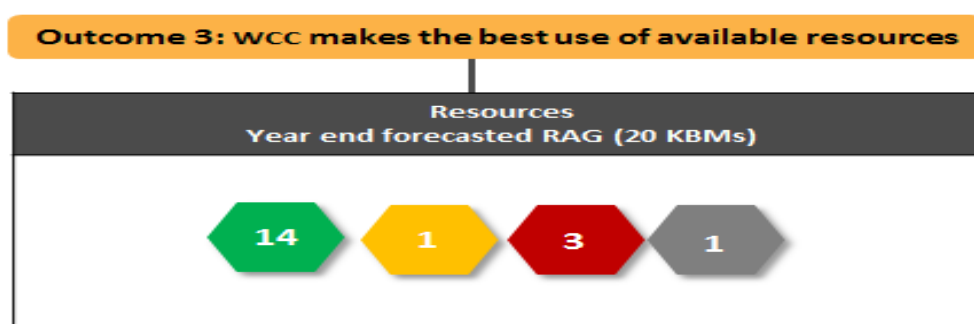 Outcome 3: WCC makes the best use of available resources
Resources
Year end forecasted RAG (20 KBMs)
14 1 3 1